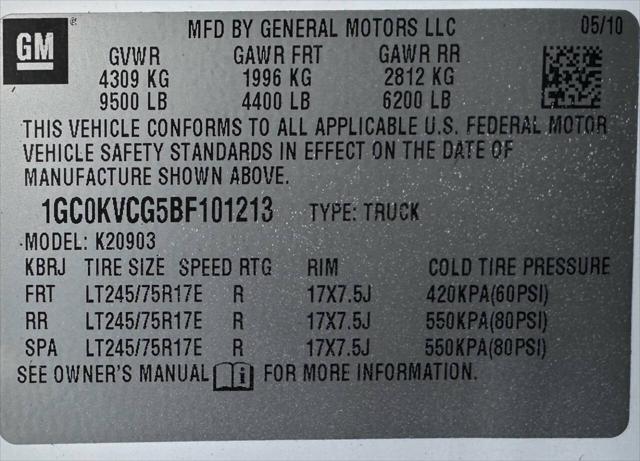 GM ® MFD BY GENERAL MOTORS LLC 05/10
GVWR GAWR FRT GAWR RR
4309 KG 1996 KG 2812 KG
9500 LB 4400 LB 6200 LB
THIS VEHICLE CONFORMS TO ALL APPLICABLE U.S. FEDERAL MOTOR
VEHICLE SAFETY STANDARDS IN EFFECT ON THE DATE OF
MANUFACTURE SHOWN ABOVE.
1GC0KVCG5BF101213 TYPE: TRUCK
MODEL: K20903
KBRJ TIRE SIZE SPEED RTG RIM COLD TIRE PRESSURE
FRT LT245/75R17E R 17X7.5J 420KPA(60PSI)
RR LT245/75R17E R 17X7.5J 550KPA(80PSI)
SPA LT245/75R17E R 17X7.5J 550KPA(80PSI)
SEE OWNER'S MANUAL i FOR MORE INFORMATION.